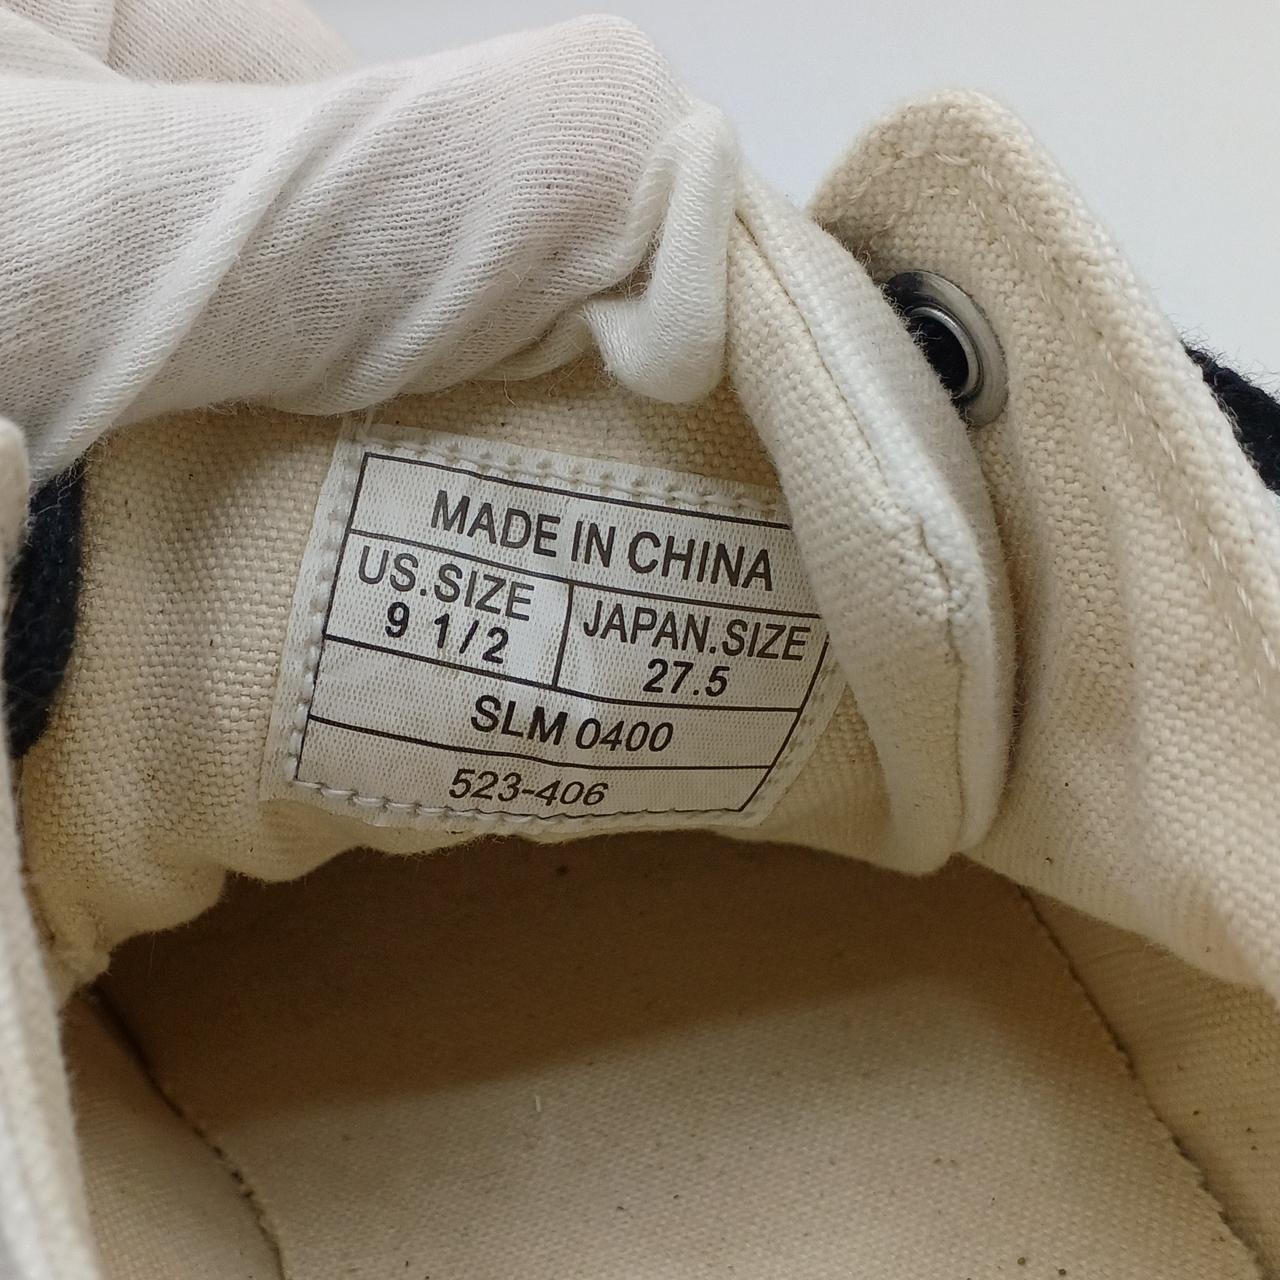 MADE IN CHINA
US.SIZE
9 1/2
JAPAN.SIZE
27.5
SLM 0400
523-406